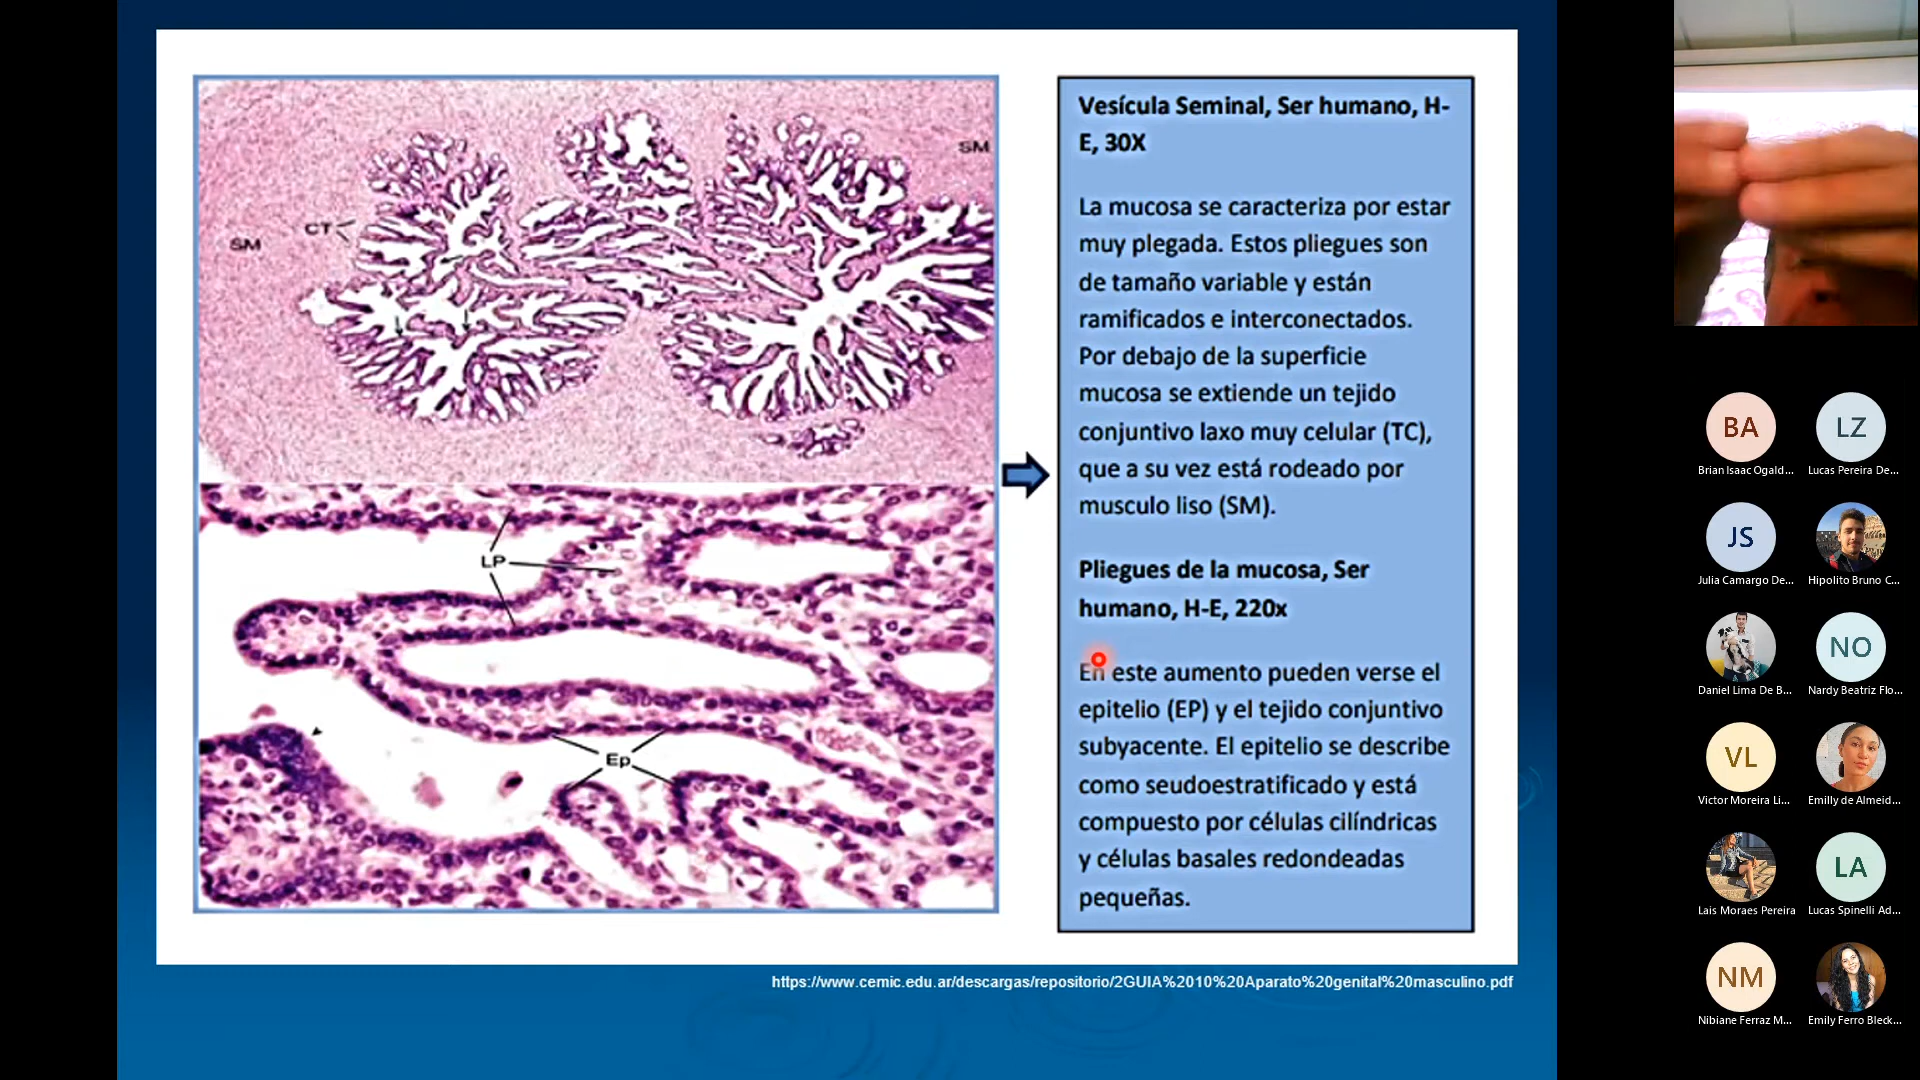 Vesícula Seminal, Ser humano, H-
E, 30X
La mucosa se caracteriza por estar
muy plegada. Estos pliegues son
de tamaño variable y están
ramificados e interconectados.
Por debajo de la superficie
mucosa se extiende un tejido
conjuntivo laxo muy celular (TC),
que a su vez está rodeado por
musculo liso (SM).
Pliegues de la mucosa, Ser
humano, H-E, 220x
En este aumento pueden verse el
epitelio (EP) y el tejido conjuntivo
subyacente. El epitelio se describe
como seudoestratificado y está
compuesto por células cilíndricas
y células basales redondeadas
pequeñas.
SM
CT
SM
LP
Ep
https://www.cemic.edu.ar/descargas/repositorio/2GUIA%2010%20Aparato%20genital%20masculino.pdf
BA
LZ
Brian Isaac Ogald...
Lucas Pereira De...
JS
Julia Camargo De...
Hipolito Bruno C...
NO
Daniel Lima De B...
Nardy Beatriz Flo...
VL
Victor Moreira Li...
Emilly de Almeid...
LA
Lais Moraes Pereira
Lucas Spinelli Ad...
NM
Nibiane Ferraz M...
Emily Ferro Bleck...